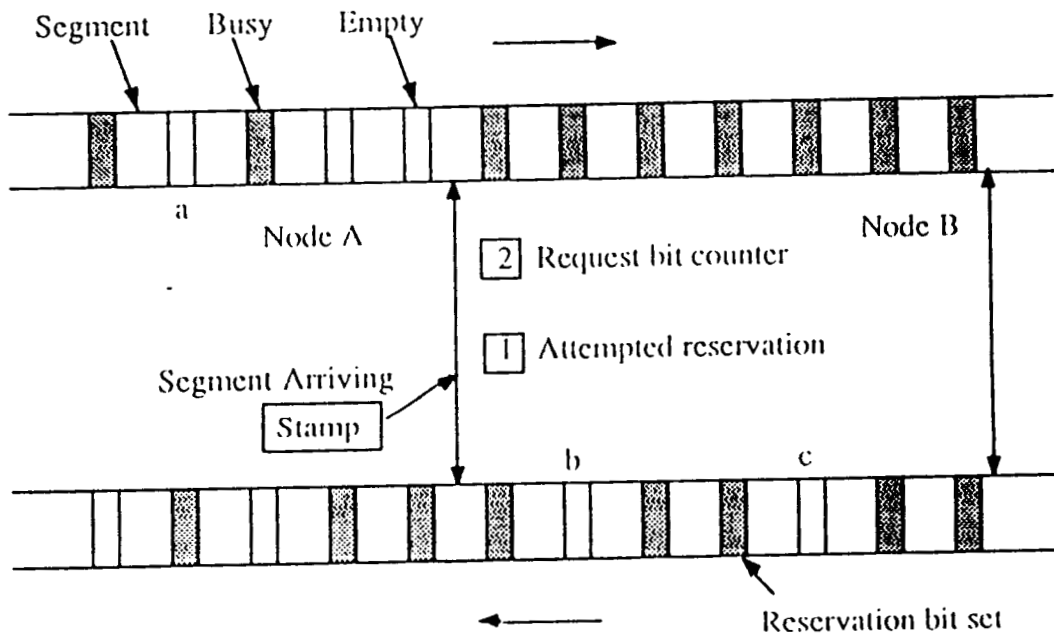 Segment Busy Empty
a
Node A
Node B
2 Request bit counter
1 Attempted reservation
Segment Arriving
Stamp
b
c
Reservation bit set